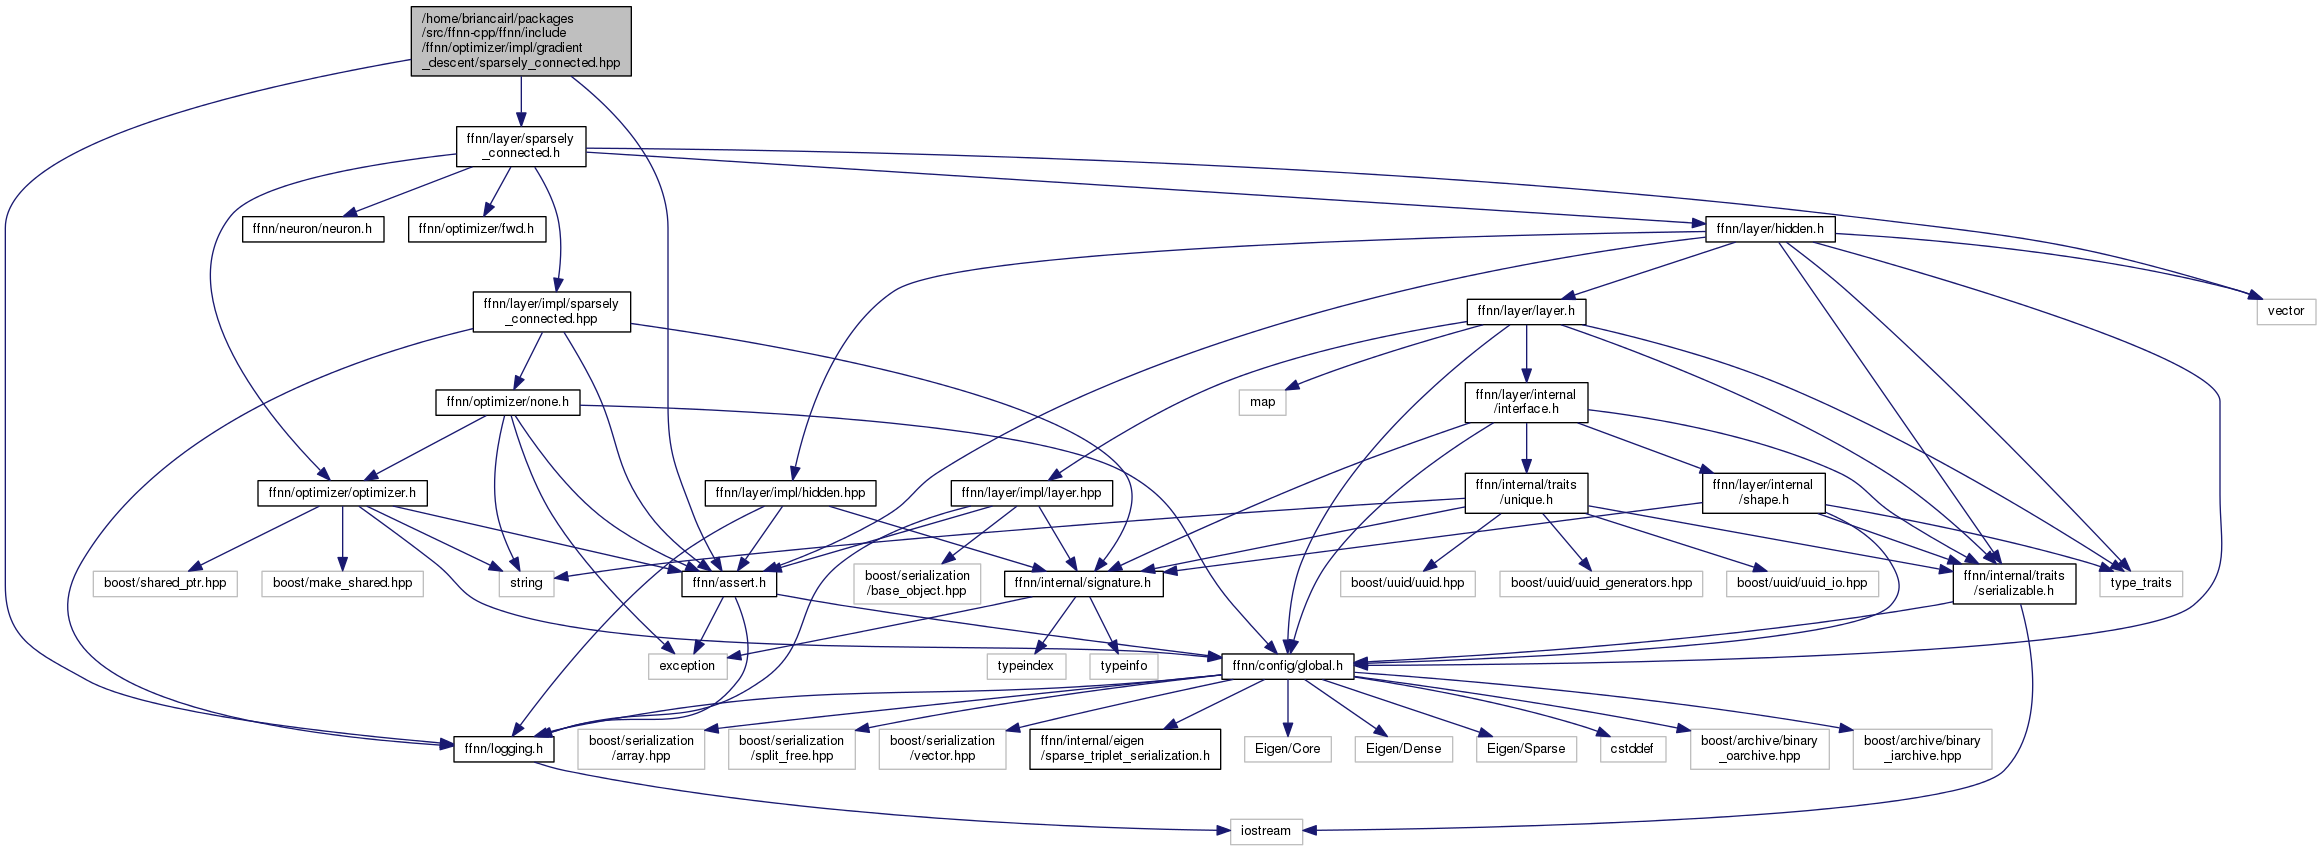 /home/briancairl/packages
/src/ffnn-cpp/ffnn/include
/ffnn/optimizer/impl/gradient
_descent/sparsely_connected.hpp
ffnn/layer/sparsely
_connected.h
ffnn/neuron/neuron.h
ffnn/optimizer/fwd.h
ffnn/layer/hidden.h
ffnn/layer/impl/sparsely
_connected.hpp
ffnn/layer/layer.h
vector
ffnn/optimizer/none.h
map
ffnn/layer/internal
/interface.h
ffnn/optimizer/optimizer.h
ffnn/layer/impl/hidden.hpp
ffnn/layer/impl/layer.hpp
ffnn/internal/traits
/unique.h
ffnn/layer/internal
/shape.h
boost/shared_ptr.hpp
boost/make_shared.hpp
string
ffnn/assert.h
boost/serialization
/base_object.hpp
ffnn/internal/signature.h
boost/uuid/uuid.hpp
boost/uuid/uuid_generators.hpp
boost/uuid/uuid_io.hpp
ffnn/internal/traits
/serializable.h
type_traits
exception
typeindex
typeinfo
ffnn/config/global.h
ffnn/logging.h
boost/serialization
/array.hpp
boost/serialization
/split_free.hpp
boost/serialization
/vector.hpp
ffnn/internal/eigen
/sparse_triplet_serialization.h
Eigen/Core
Eigen/Dense
Eigen/Sparse
cstddef
boost/archive/binary
_oarchive.hpp
boost/archive/binary
_iarchive.hpp
iostream